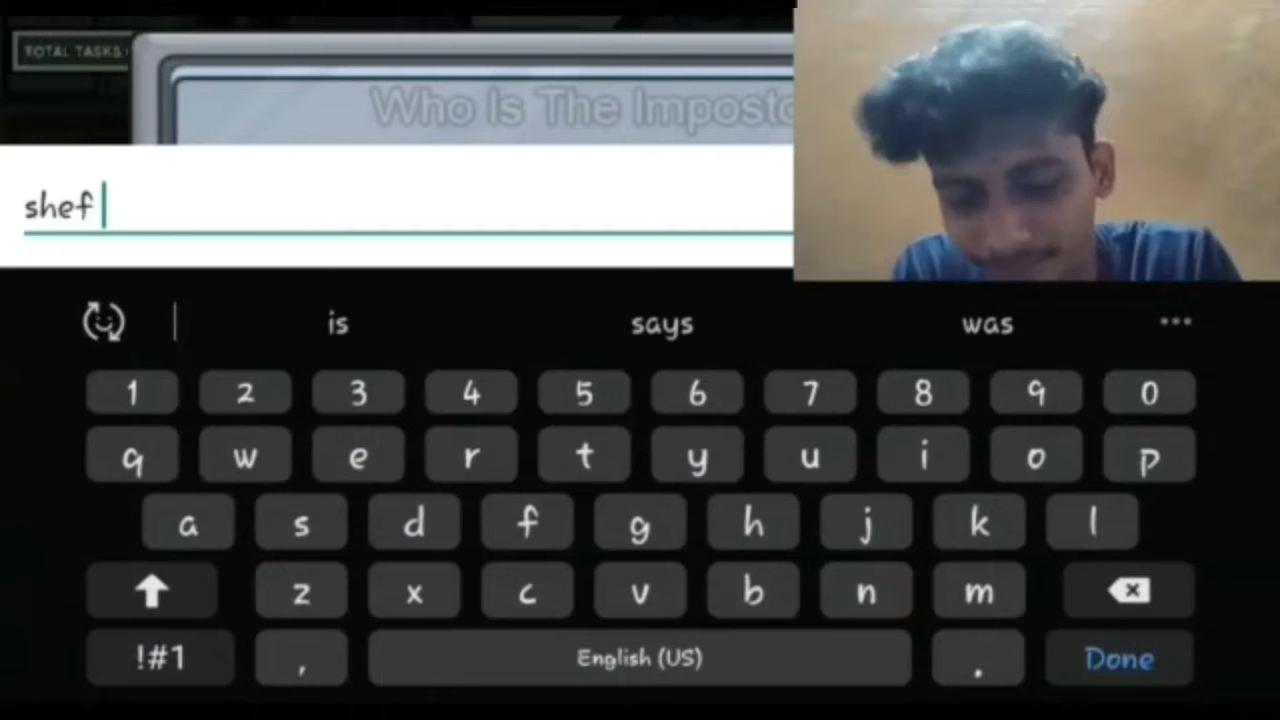 TOTAL TASKS
Who Is The Imposto
shef
is says was
1 2 3 4 5 6 7 8 9 0
q w e r t y u i o p
a s d f g h j k l
z x c v b n m
!#1 , English (US) . Done